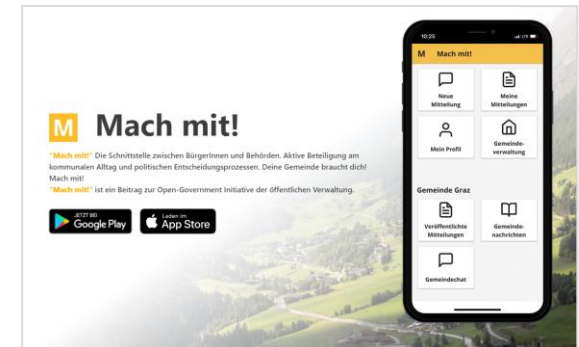 M Mach mit!
"Mach mit!" Die Schnittstelle zwischen BürgerInnen und Behörden. Aktive Beteiligung am
kommunalen Alltag und politischen Entscheidungsprozessen. Deine Gemeinde braucht dich!
Mach mit!
"Mach mit!" ist ein Beitrag zur Open-Government Initiative der öffentlichen Verwaltung.
JETZT BEI
Google Play
Laden im
App Store
10:25
LTE
M Mach mit!
Neue
Mitteilung
Meine
Mitteilungen
Mein Profil
Gemeinde-
verwaltung
Gemeinde Graz
Veröffentlichte
Mitteilungen
Gemeinde-
nachrichten
Gemeindechat